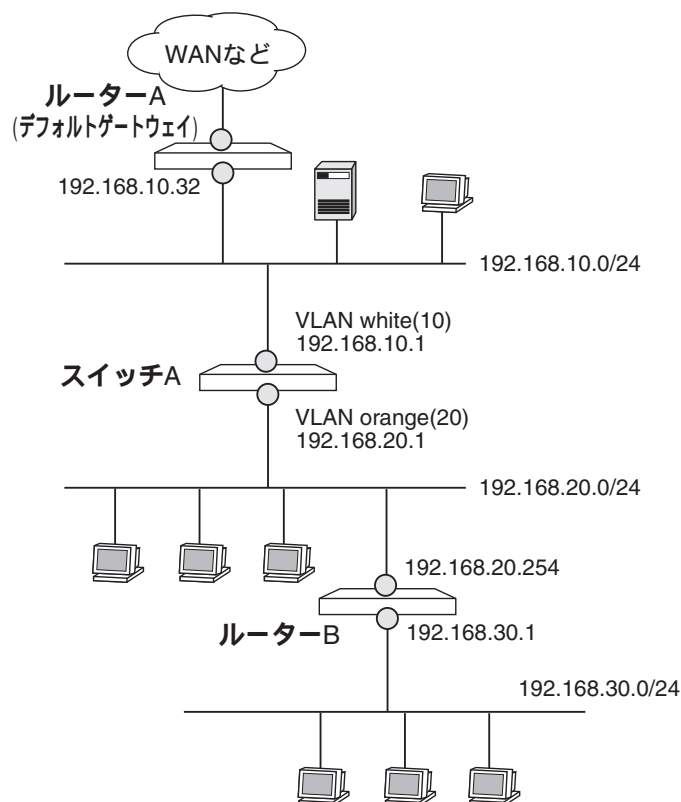 WANなど
ルーターA
(デフォルトゲートウェイ)
192.168.10.32
192.168.10.0/24
VLAN white(10)
192.168.10.1
スイッチA
VLAN orange(20)
192.168.20.1
192.168.20.0/24
192.168.20.254
ルーターB
192.168.30.1
192.168.30.0/24